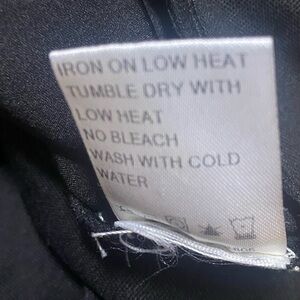 IRON ON LOW HEAT
TUMBLE DRY WITH
LOW HEAT
NO BLEACH
WASH WITH COLD
WATER